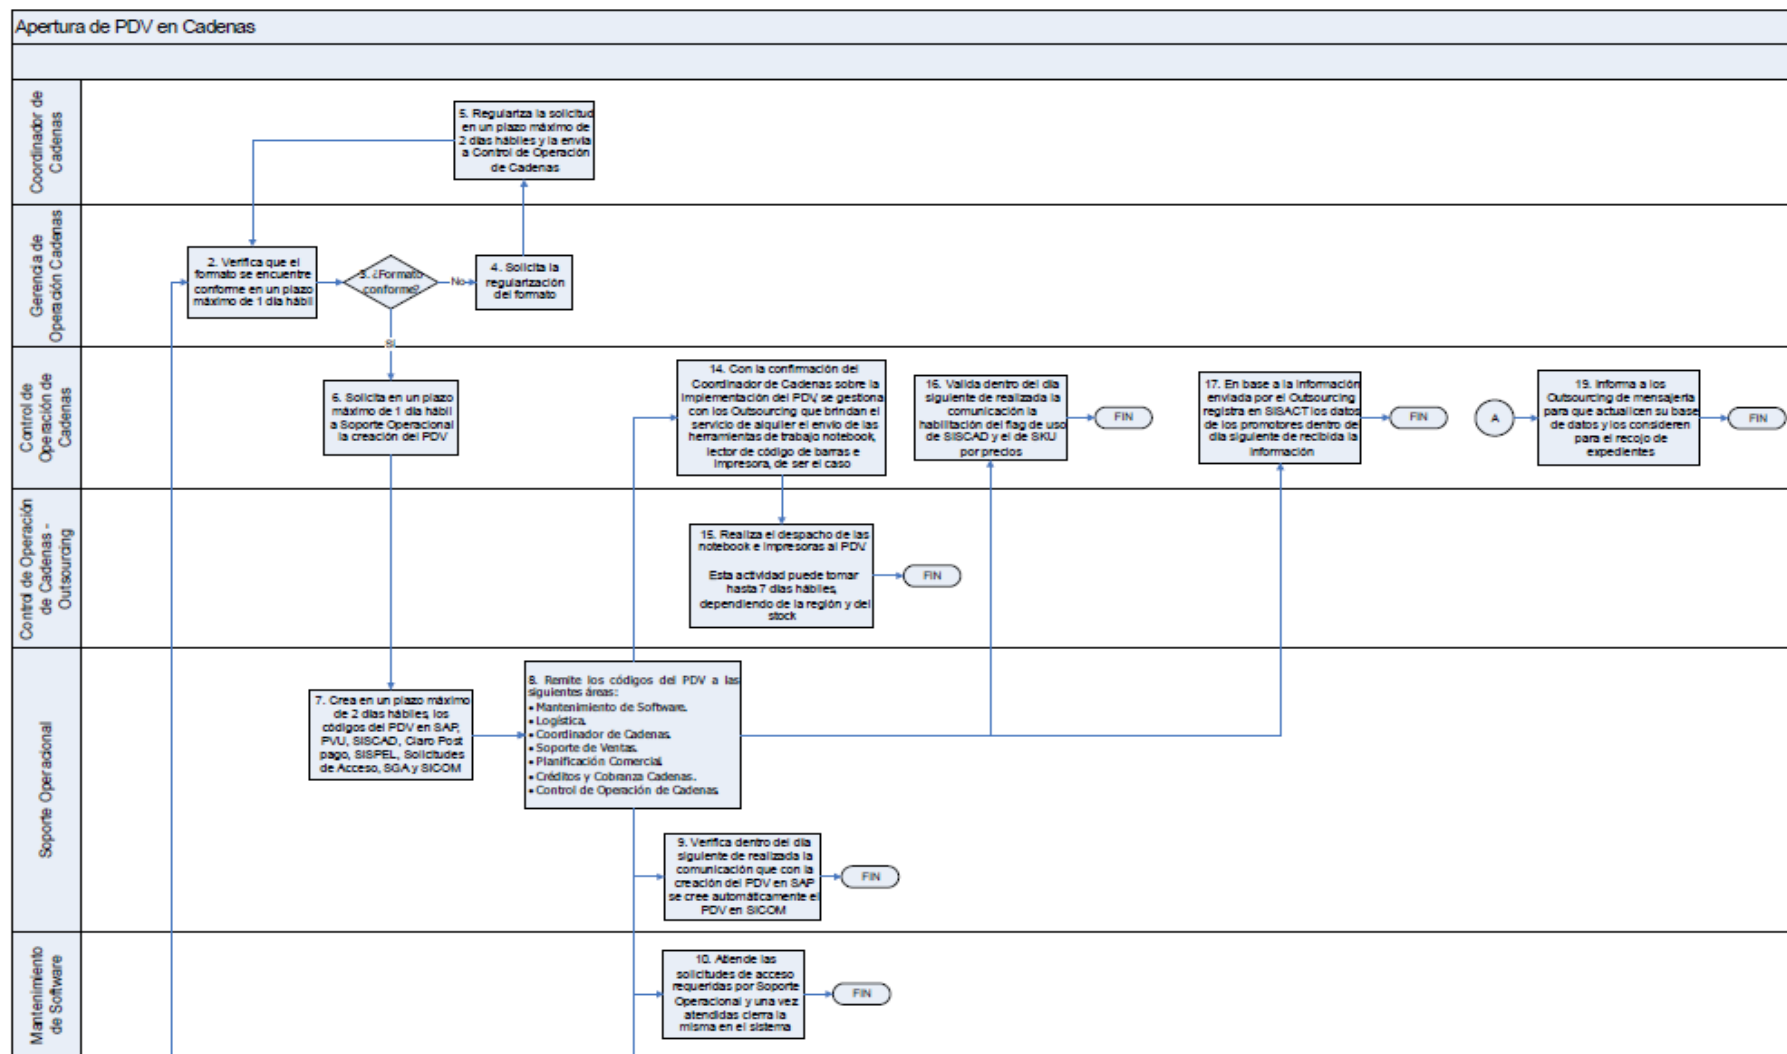 Apertura de PDV en Cadenas
Coordinador de
Cadenas
5. Regulariza la solicitud
en un plazo máximo de
2 días hábiles y la envía
a Control de Operación
de Cadenas
Gerencia de
Operación Cadenas
2. Verifica que el
formato se encuentre
conforme en un plazo
máximo de 1 día hábil
3. ¿Formato
conforme?
No
4. Solicita la
regularización
del formato
Control de
Operación de
Cadenas
6. Solicita en un plazo
máximo de 1 día hábil
a Soporte Operacional
la creación del PDV
14. Con la confirmación del
Coordinador de Cadenas sobre la
Implementación del PDV, se gestiona
con los Outsourcing que brindan el
servicio de alquiler el envío de las
herramientas de trabajo notebook,
lector de código de barras e
impresora, de ser el caso
16. Valida dentro del día
siguiente de realizada la
comunicación la
habilitación del flag de uso
de SISCAD y el de SKU
por precios
FIN
17. En base a la información
enviada por el Outsourcing
registra en SISACT los datos
de los promotores dentro del
día siguiente de recibida la
información
FIN
A
19. Informa a los
Outsourcing de mensajería
para que actualicen su base
de datos y los consideren
para el recojo de
expedientes
FIN
Control de Operación
de Cadenas -
Outsourcing
15. Realiza el despacho de las
notebook e impresoras al PDV.
Esta actividad puede tomar
hasta 7 días hábiles,
dependiendo de la región y del
stock
FIN
Soporte Operacional
7. Crea en un plazo máximo
de 2 días hábiles, los
códigos del PDV en SAP,
PVU, SISCAD, Claro Post
pago, SISPEL, Solicitudes
de Acceso, SGA y SICOM
8. Remite los códigos del PDV a las
siguientes áreas:
• Mantenimiento de Software.
• Logística.
• Coordinador de Cadenas.
• Soporte de Ventas.
• Planificación Comercial.
• Créditos y Cobranza Cadenas.
• Control de Operación de Cadenas.
9. Verifica dentro del día
siguiente de realizada la
comunicación que con la
creación del PDV en SAP
se cree automáticamente el
PDV en SICOM
FIN
Mantenimiento
de Software
10. Atiende las
solicitudes de acceso
requeridas por Soporte
Operacional y una vez
atendidas cierra la
misma en el sistema
FIN